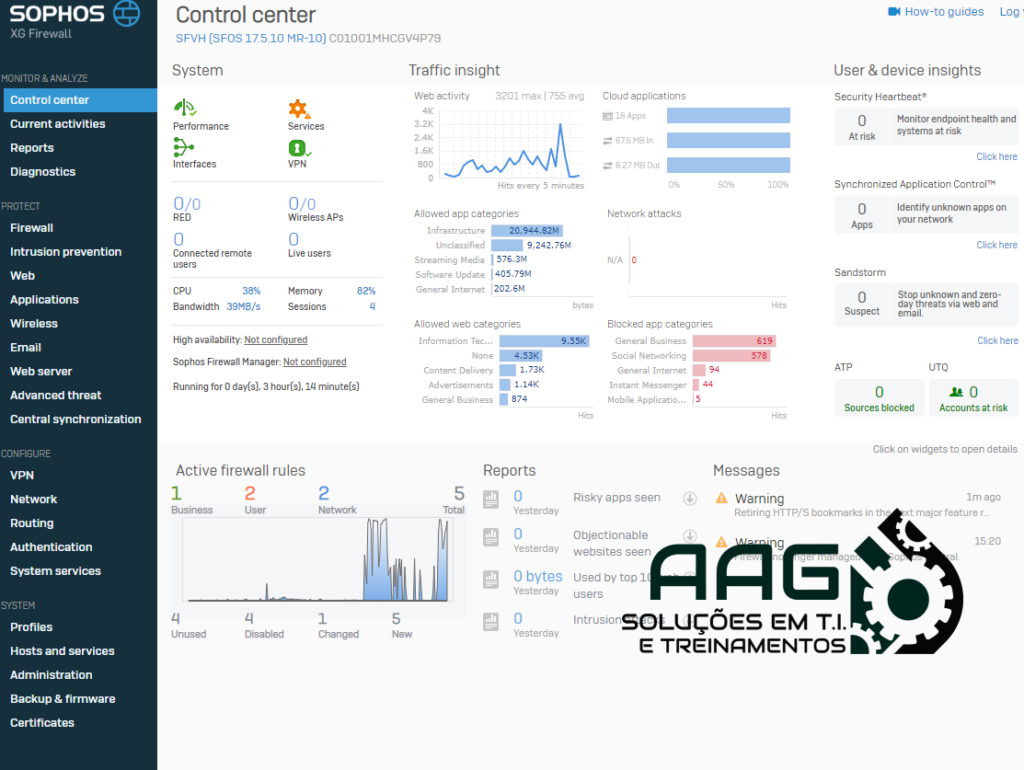 SOPHOS
XG Firewall
MONITOR & ANALYZE
Control center
Current activities
Reports
Diagnostics
PROTECT
Firewall
Intrusion prevention
Web
Applications
Wireless
Email
Web server
Advanced threat
Central synchronization
CONFIGURE
VPN
Network
Routing
Authentication
System services
SYSTEM
Profiles
Hosts and services
Administration
Backup & firmware
Certificates
Control center
How-to guides Log
SFVH (SFOS 17.5.10 MR-10) C01001MHCGV4P79
System
Performance
Services
Interfaces
VPN
0/0
RED
0/0
Wireless APs
0
Connected remote
users
0
Live users
CPU 38% Memory 82%
Bandwidth 39MB/s Sessions 4
High availability: Not configured
Sophos Firewall Manager: Not configured
Running for 0 day(s), 3 hour(s), 14 minute(s)
Traffic insight
Web activity 3201 max | 755 avg
4K
3.2K
2.4K
1.6K
800
0
Hits every 5 minutes
Cloud applications
18 Apps
67.5 MB In
8.27 MB Out
0% 50% 100%
Allowed app categories
Infrastructure 20,944.82M
Unclassified 9,242.76M
Streaming Media 576.3M
Software Update 405.79M
General Internet 202.6M
bytes
Network attacks
N/A 0
Hits
Allowed web categories
Information Tec... 9.55K
None 4.53K
Content Delivery 1.73K
Advertisements 1.14K
General Business 874
Hits
Blocked app categories
General Business 619
Social Networking 578
General Internet 94
Instant Messenger 44
Mobile Applicatio... 5
Hits
User & device insights
Security Heartbeat®
0
At risk
Monitor endpoint health and
systems at risk
Click here
Synchronized Application Control™
0
Apps
Identify unknown apps on
your network
Click here
Sandstorm
0
Suspect
Stop unknown and zero-
day threats via web and
email.
Click here
ATP UTQ
0
Sources blocked
0
Accounts at risk
Click on widgets to open details
Active firewall rules
1
Business
2
User
2
Network
5
Total
4
Unused
4
Disabled
1
Changed
5
New
Reports
0
Yesterday
Risky apps seen
0
Yesterday
Objectionable
websites seen
0 bytes
Yesterday
Used by top 10
users
0
Yesterday
Intrusion attacks
Messages
Warning 1m ago
Retiring HTTP/S bookmarks in the next major feature r...
Warning 15:20
AAG
SOLUÇÕES EM T.I.
E TREINAMENTOS